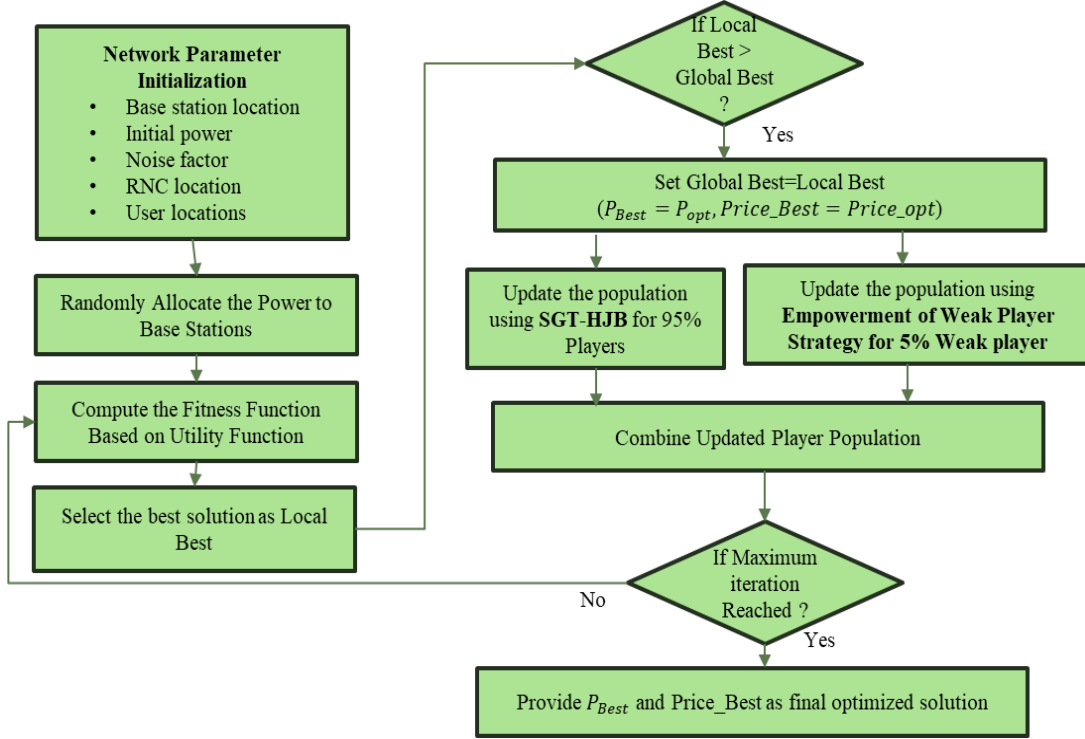 Network Parameter
Initialization
• Base station location
• Initial power
• Noise factor
• RNC location
• User locations
Randomly Allocate the Power to
Base Stations
Compute the Fitness Function
Based on Utility Function
Select the best solution as Local
Best
If Local
Best >
Global Best
?
Yes
Set Global Best=Local Best
(P_Best = P_opt, Price_Best = Price_opt)
Update the population
using SGT-HJB for 95%
Players
Update the population using
Empowerment of Weak Player
Strategy for 5% Weak player
Combine Updated Player Population
If Maximum
iteration
Reached ?
No
Yes
Provide P_Best and Price_Best as final optimized solution